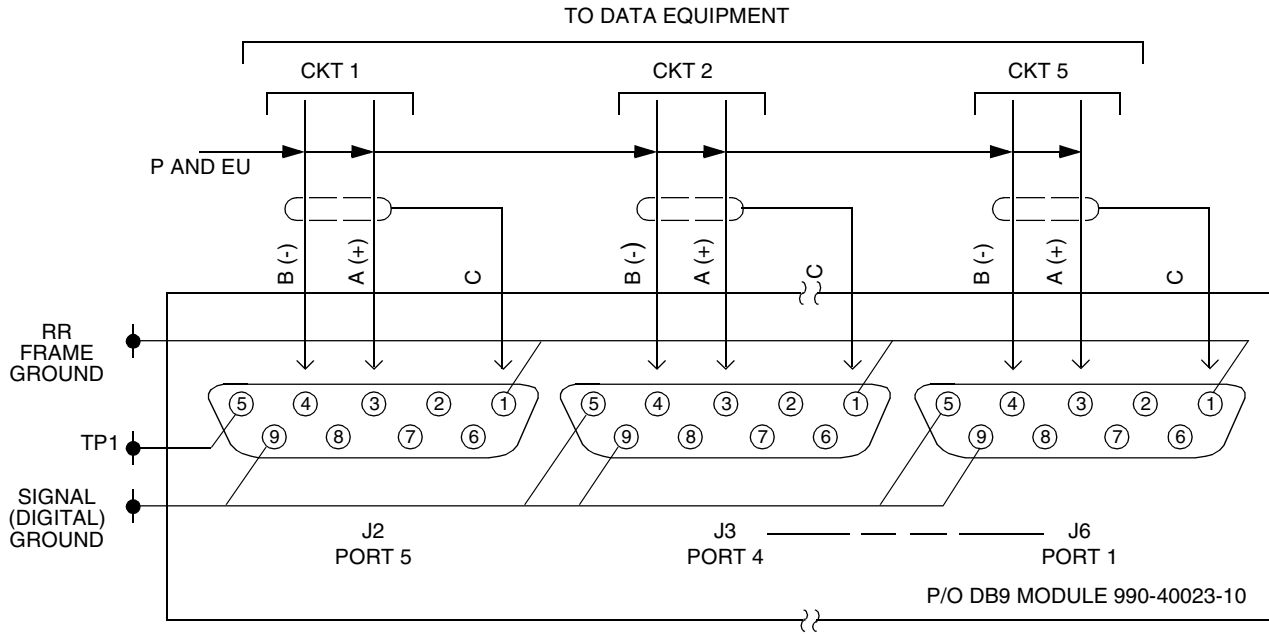 TO DATA EQUIPMENT
CKT 1
CKT 2
CKT 5
P AND EU
B (-)
A (+)
C
B (-)
A (+)
C
B (-)
A (+)
C
RR
FRAME
GROUND
5 4 3 2 1
9 8 7 6
5 4 3 2 1
9 8 7 6
5 4 3 2 1
9 8 7 6
TP1
SIGNAL
(DIGITAL)
GROUND
J2
PORT 5
J3
PORT 4
J6
PORT 1
P/O DB9 MODULE 990-40023-10